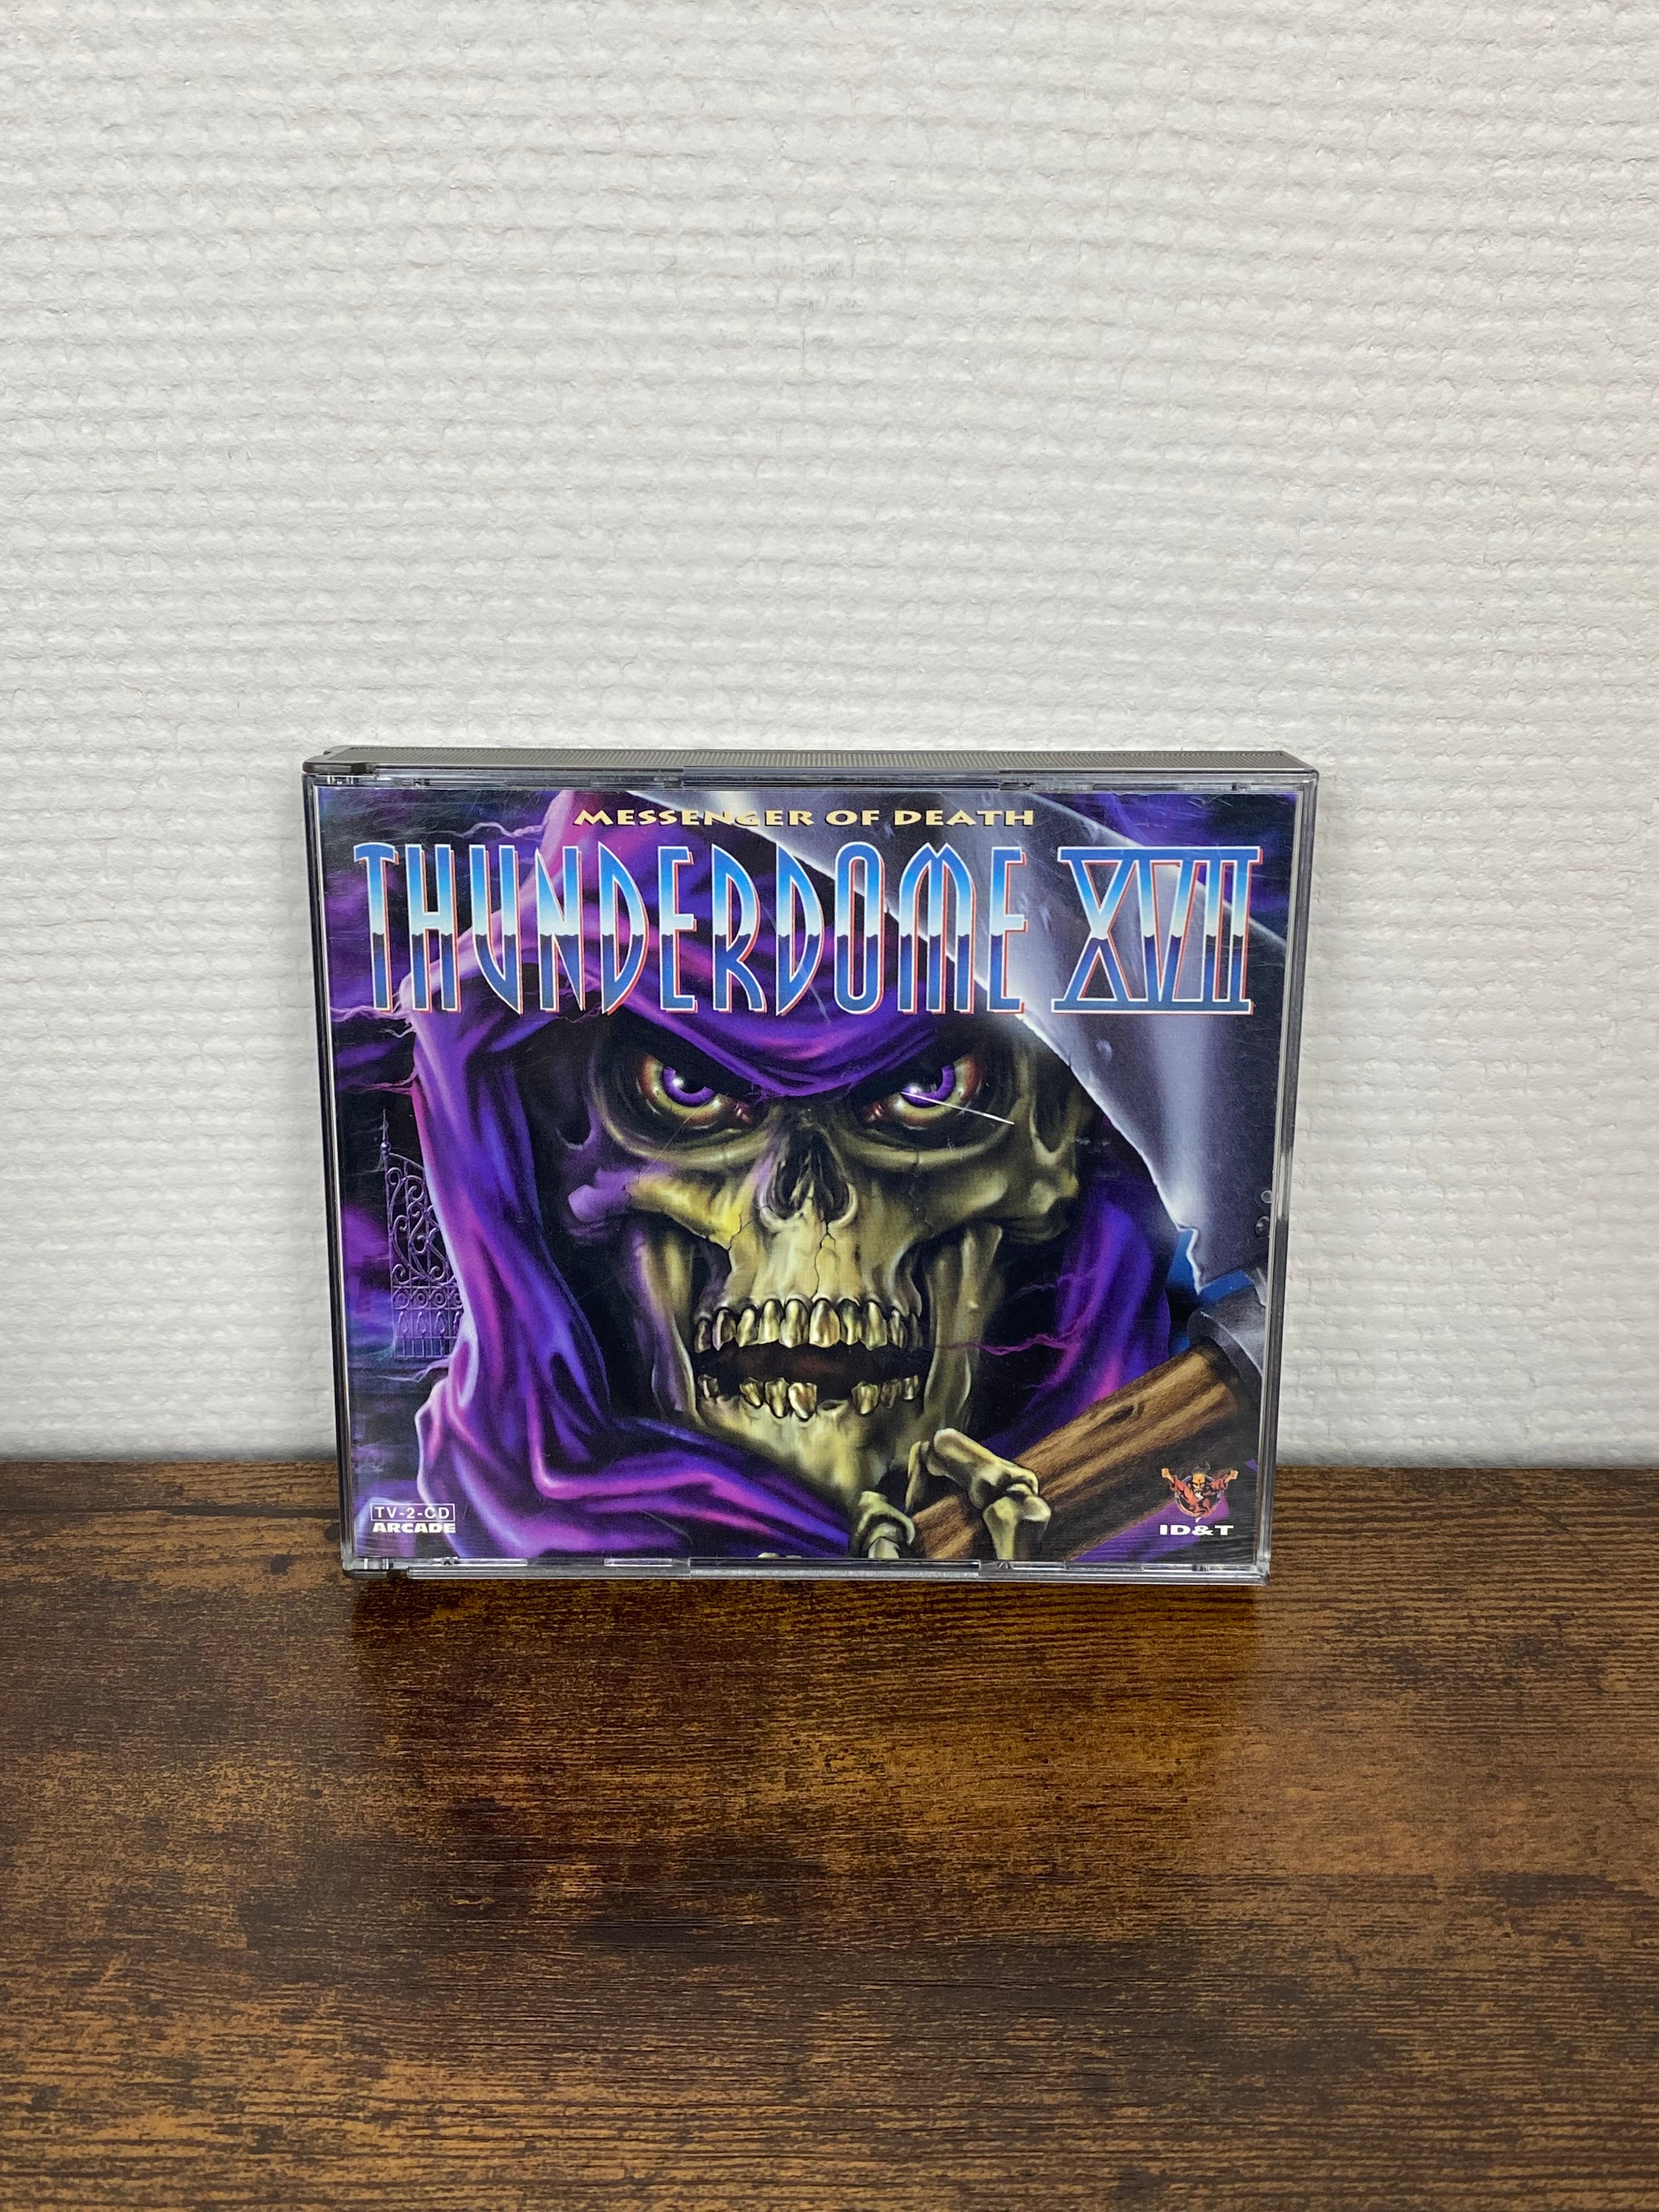 MESSENGER OF DEATH
THUNDERDOME XVII
TV-2-CD
ARCADE
ID&T